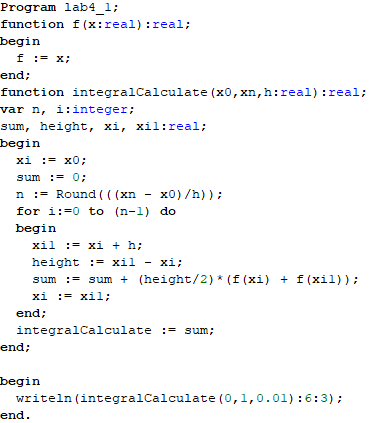 Program lab4_1;
function f(x:real):real;
begin
  f := x;
end;
function integralCalculate(x0,xn,h:real):real;
var n, i:integer;
sum, height, xi, xi1:real;
begin
  xi := x0;
  sum := 0;
  n := Round(((xn - x0)/h));
  for i:=0 to (n-1) do
  begin
    xi1 := xi + h;
    height := xi1 - xi;
    sum := sum + (height/2)*(f(xi) + f(xi1));
    xi := xi1;
  end;
  integralCalculate := sum;
end;

begin
  writeln(integralCalculate(0,1,0.01):6:3);
end.